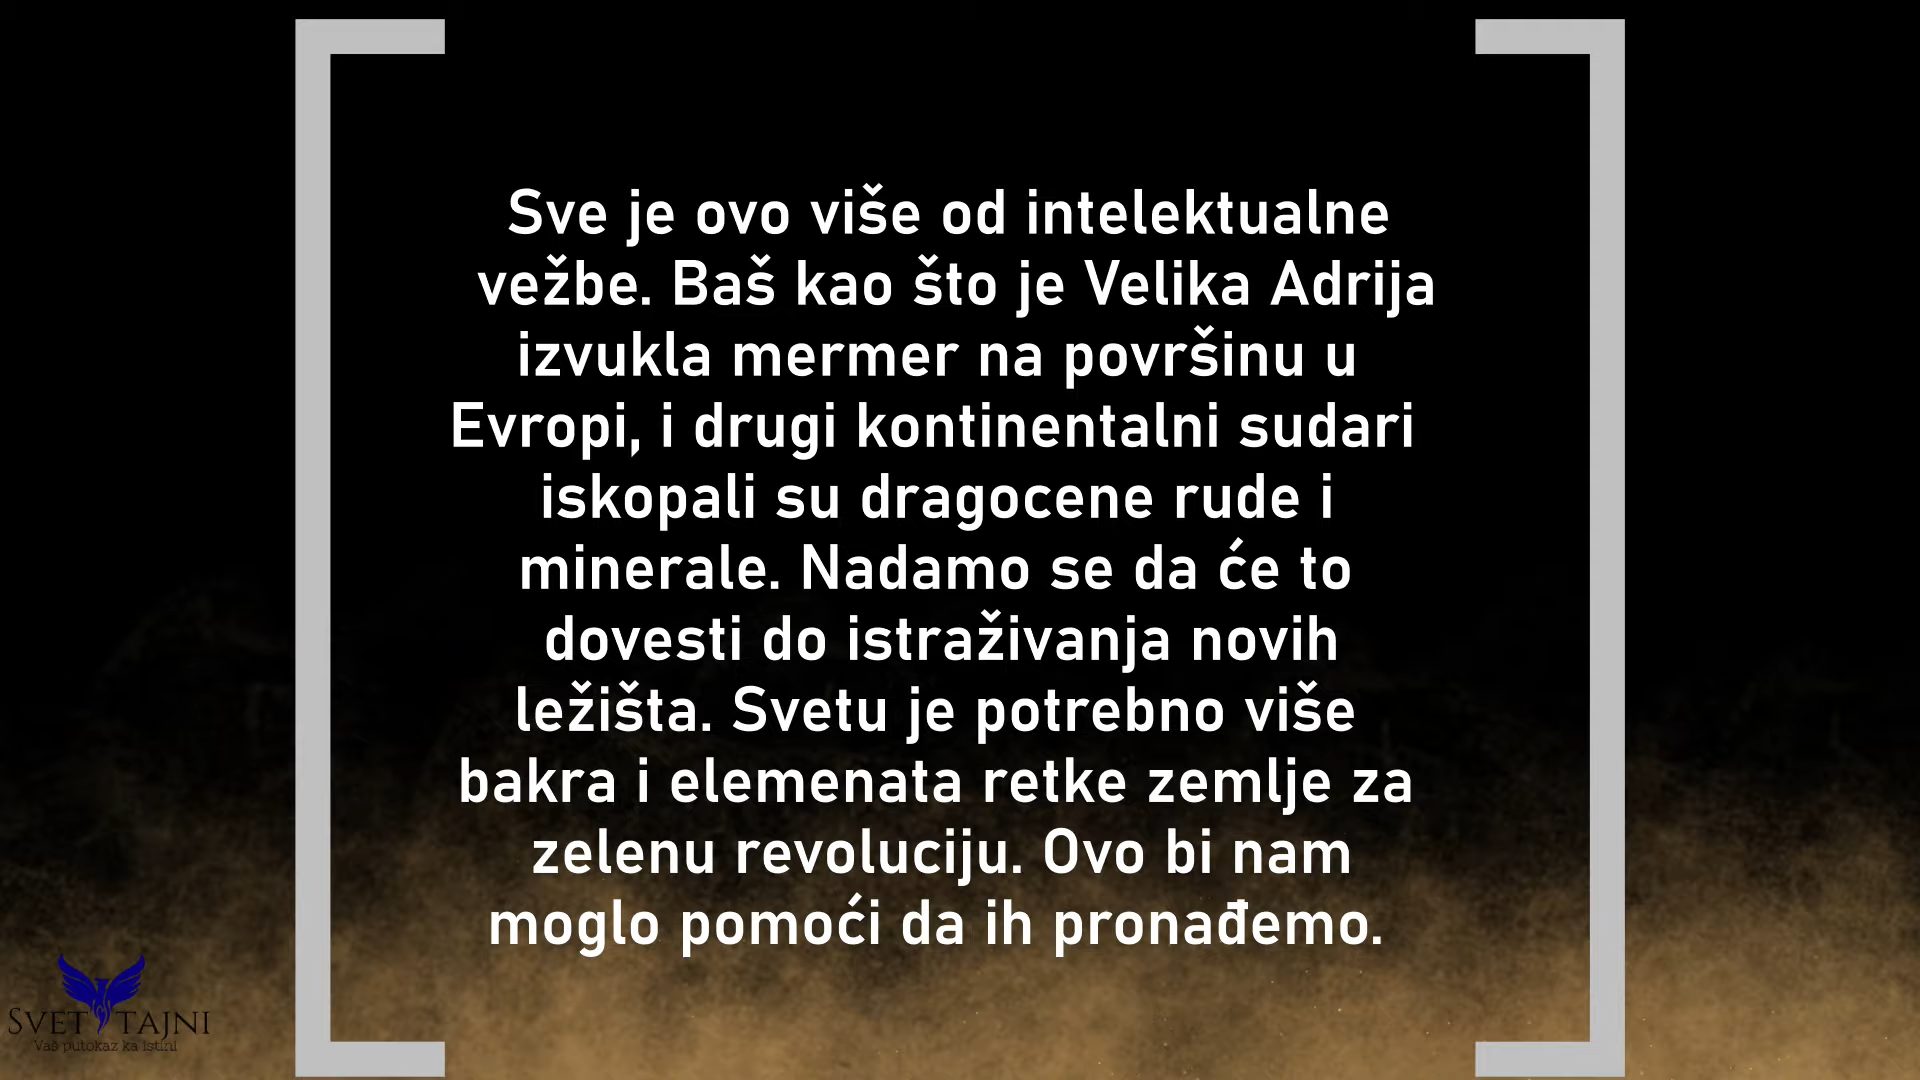 Sve je ovo više od intelektualne
vežbe. Baš kao što je Velika Adrija
izvukla mermer na površinu u
Evropi, i drugi kontinentalni sudari
iskopali su dragocene rude i
minerale. Nadamo se da će to
dovesti do istraživanja novih
ležišta. Svetu je potrebno više
bakra i elemenata retke zemlje za
zelenu revoluciju. Ovo bi nam
moglo pomoći da ih pronađemo.
SVET TAJNI
Vaš putokaz ka istini